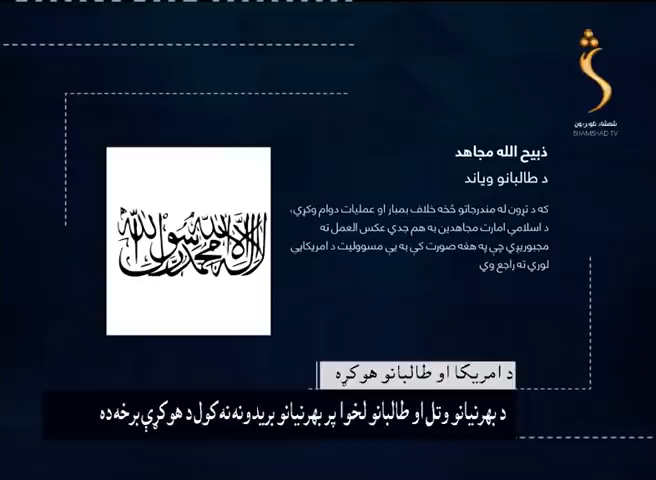 شمشاد تلویزیون
SHAMSHAD TV
ذبیح الله مجاهد
د طالبانو ویاند
که د تړون له مندرجاتو څخه خلاف بمبار او عملیات دوام وکړي،
د اسلامي امارت مجاهدین به هم جدي عکس العمل ته
مجبوریږي چې په هغه صورت کې به یې مسوولیت د امریکایي
لوري ته راجع وي
لا اله الا الله محمد رسول الله
د امریکا او طالبانو هوکړه
د بهرنیانو وتل او طالبانو لخوا پر بهرنیانو بریدونه نه کول د هوکړې برخه ده